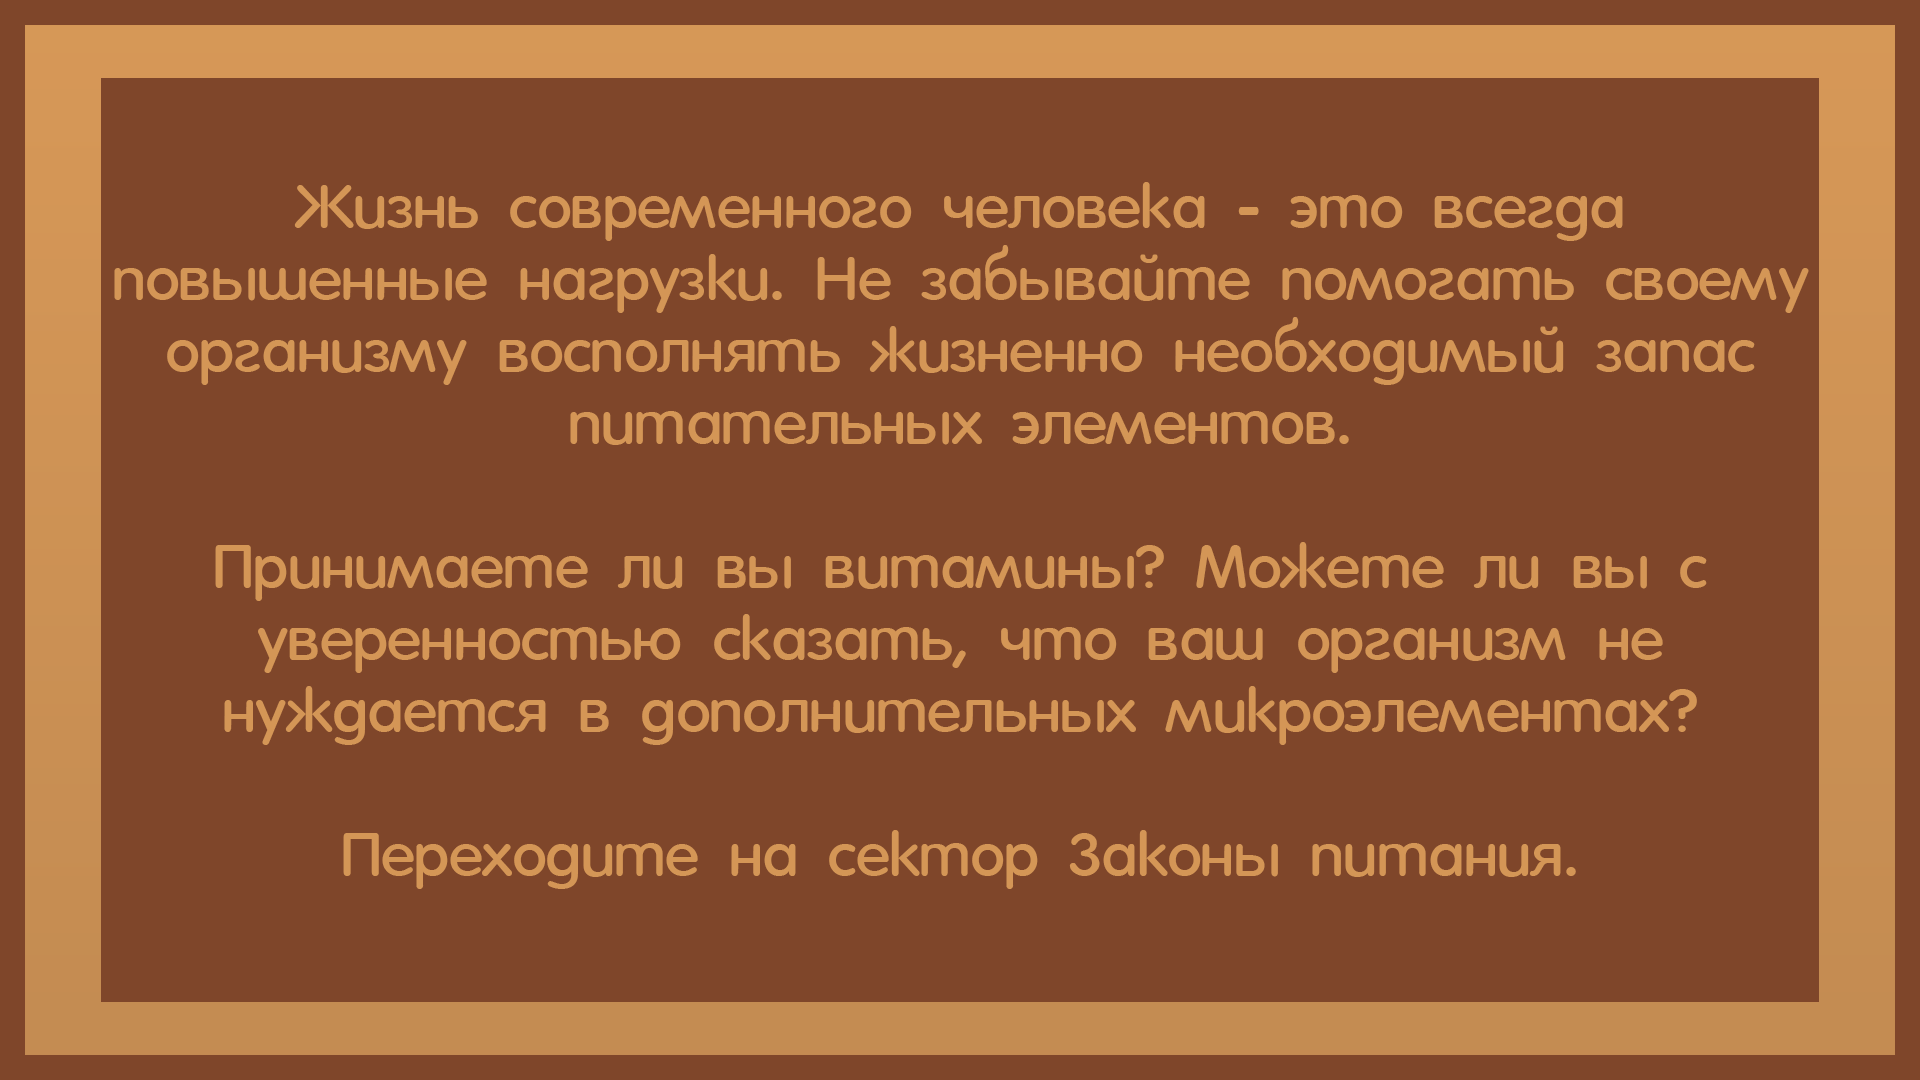 Жизнь современного человека - это всегда
повышенные нагрузки. Не забывайте помогать своему
организму восполнять жизненно необходимый запас
питательных элементов.
Принимаете ли вы витамины? Можете ли вы с
уверенностью сказать, что ваш организм не
нуждается в дополнительных микроэлементах?
Переходите на сектор Законы питания.